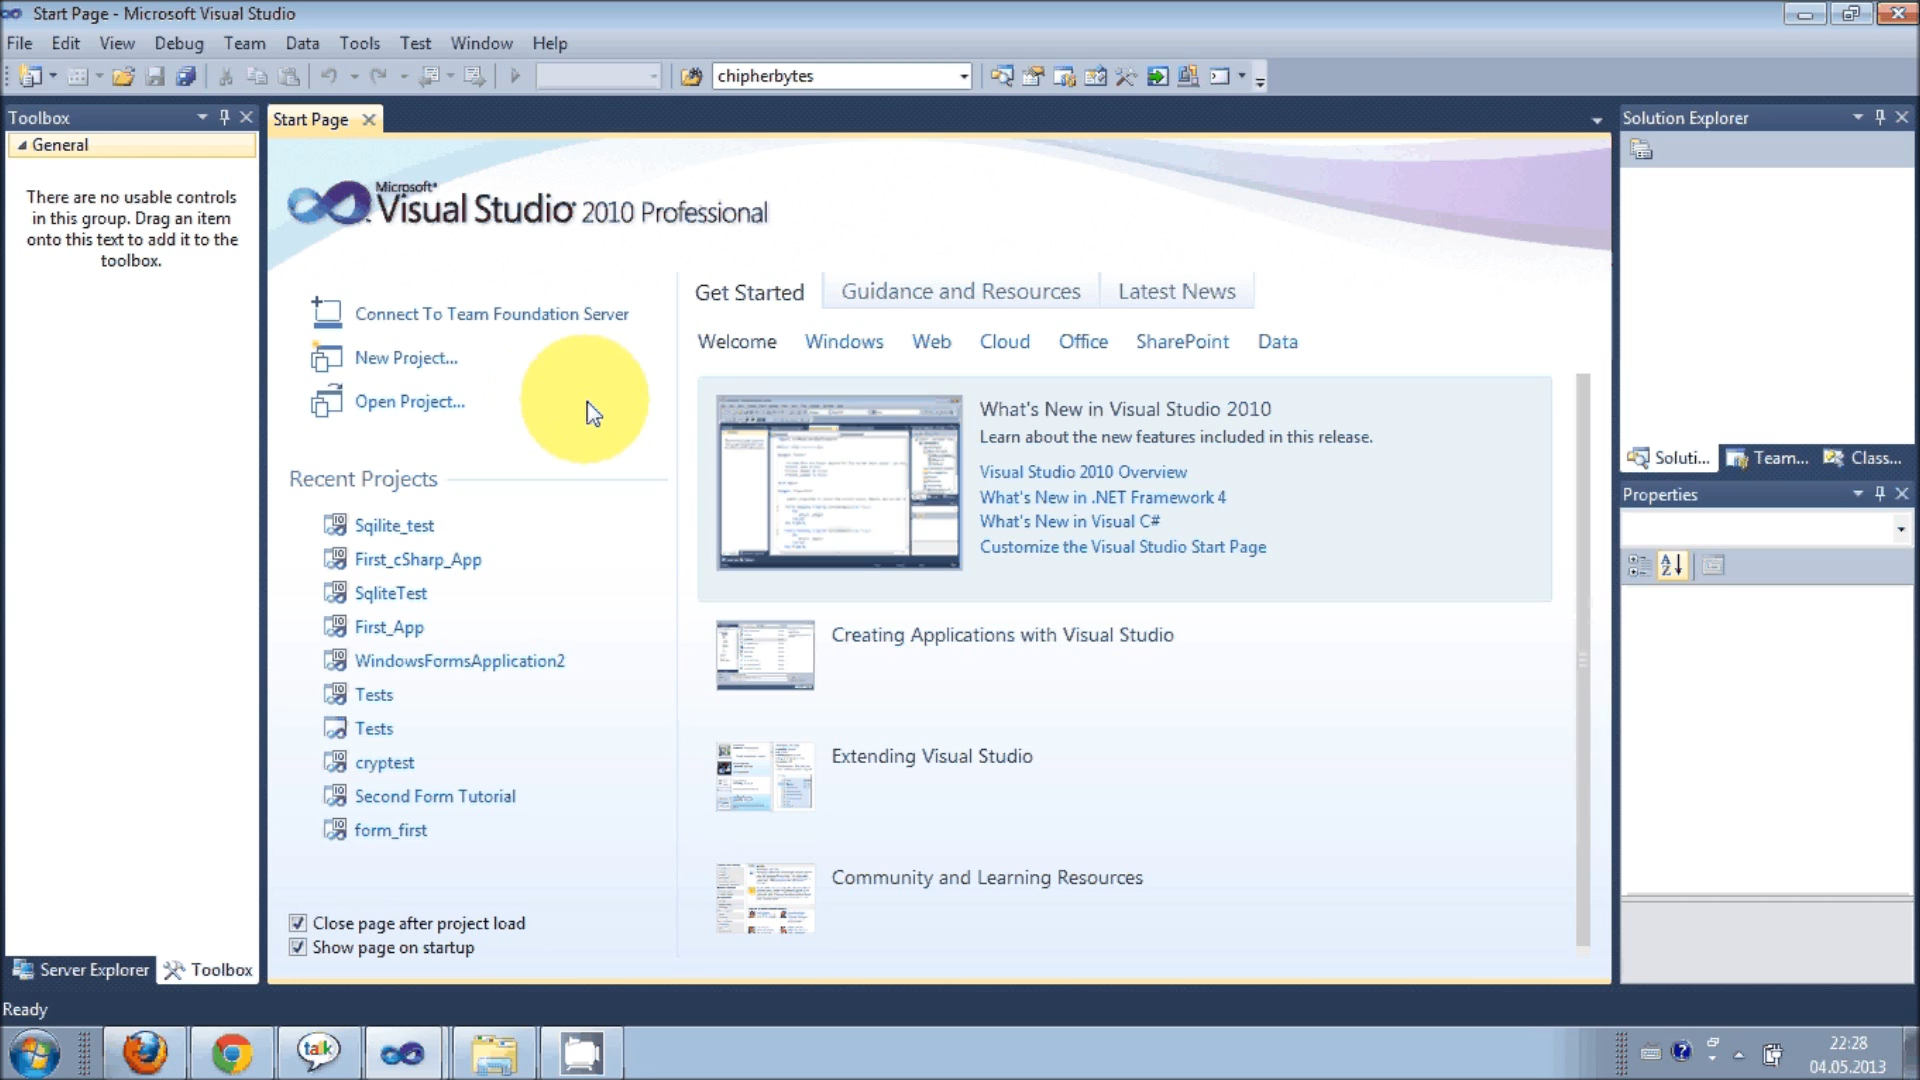 Start Page - Microsoft Visual Studio
File Edit View Debug Team Data Tools Test Window Help
chipherbytes
Toolbox
General
There are no usable controls
in this group. Drag an item
onto this text to add it to the
toolbox.
Server Explorer Toolbox
Start Page
Microsoft®
Visual Studio 2010 Professional
Connect To Team Foundation Server
New Project...
Open Project...
Recent Projects
Sqilite_test
First_cSharp_App
SqliteTest
First_App
WindowsFormsApplication2
Tests
Tests
cryptest
Second Form Tutorial
form_first
Close page after project load
Show page on startup
Get Started Guidance and Resources Latest News
Welcome Windows Web Cloud Office SharePoint Data
What's New in Visual Studio 2010
Learn about the new features included in this release.
Visual Studio 2010 Overview
What's New in .NET Framework 4
What's New in Visual C#
Customize the Visual Studio Start Page
Creating Applications with Visual Studio
Extending Visual Studio
Community and Learning Resources
Solution Explorer
Soluti... Team... Class...
Properties
Ready
talk
22:28
04.05.2013